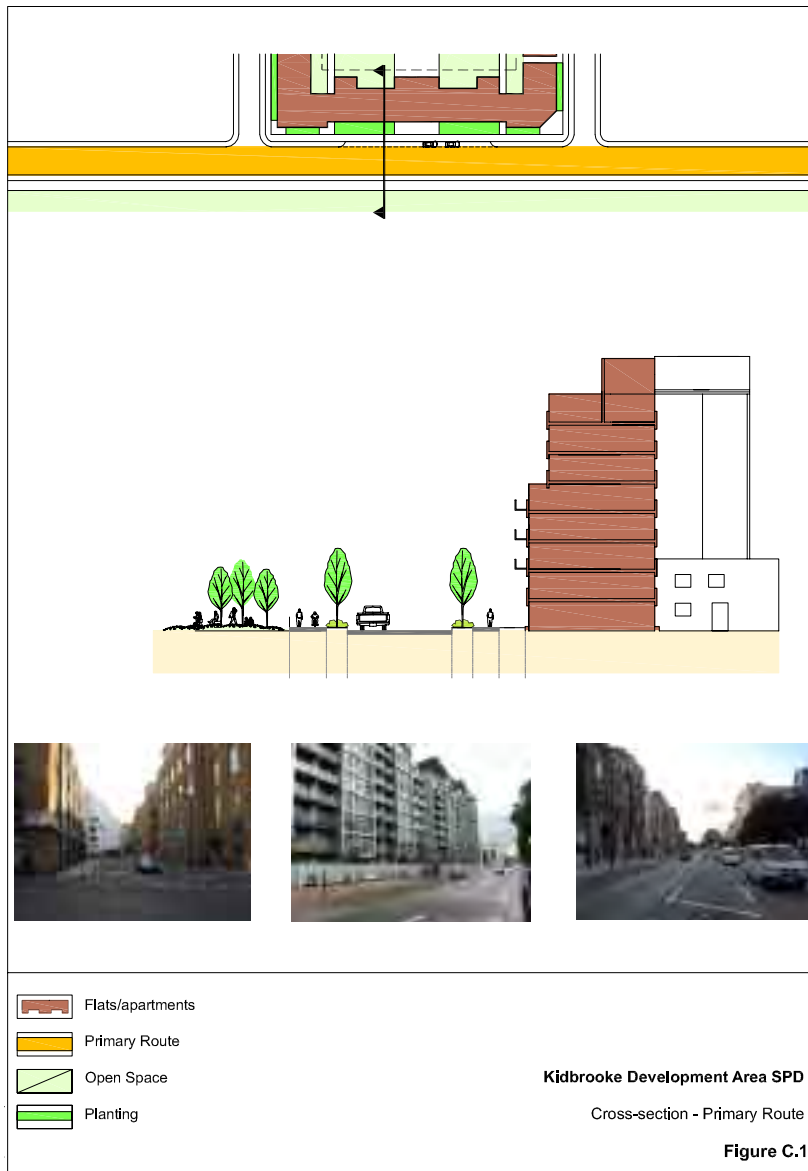 Flats/apartments
Primary Route
Open Space
Planting
Kidbrooke Development Area SPD
Cross-section - Primary Route
Figure C.1